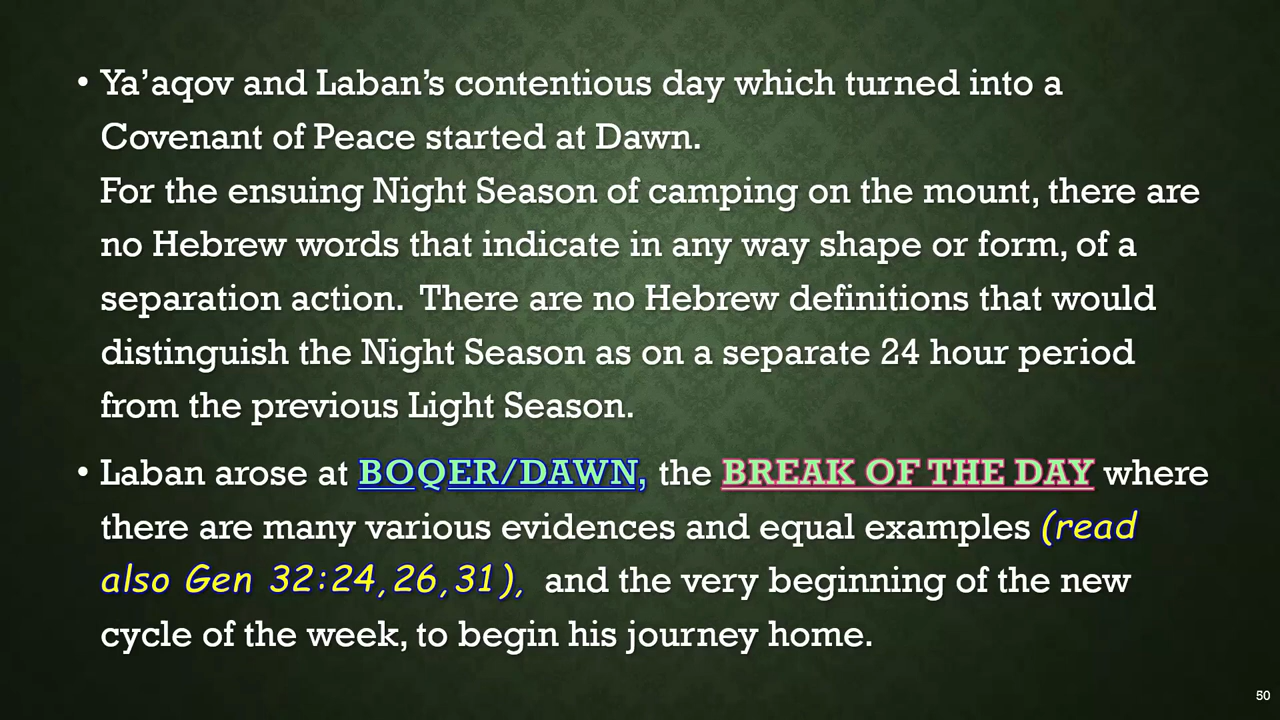 • Ya’aqov and Laban’s contentious day which turned into a
Covenant of Peace started at Dawn.
For the ensuing Night Season of camping on the mount, there are
no Hebrew words that indicate in any way shape or form, of a
separation action.  There are no Hebrew definitions that would
distinguish the Night Season as on a separate 24 hour period
from the previous Light Season.
• Laban arose at BOQER/DAWN, the BREAK OF THE DAY where
there are many various evidences and equal examples (read
also Gen 32:24,26,31),  and the very beginning of the new
cycle of the week, to begin his journey home.
50